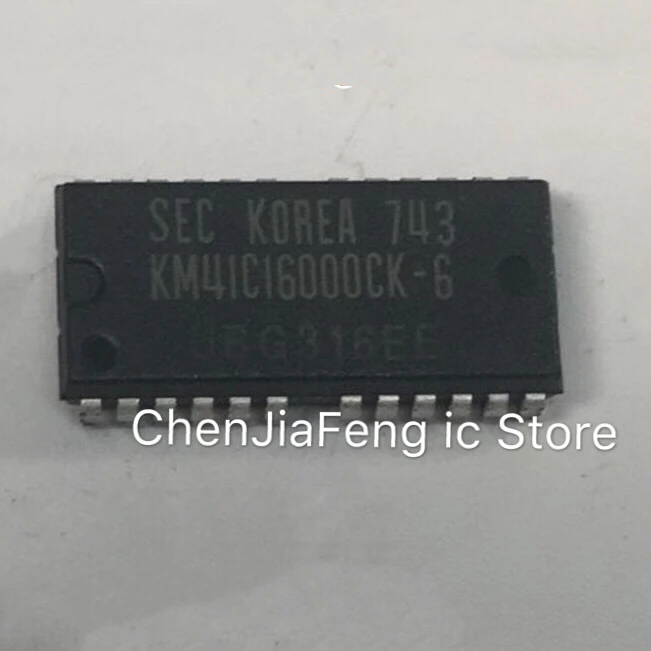 SEC KOREA 743
KM41C16000CK-6
ChenJiaFeng ic Store